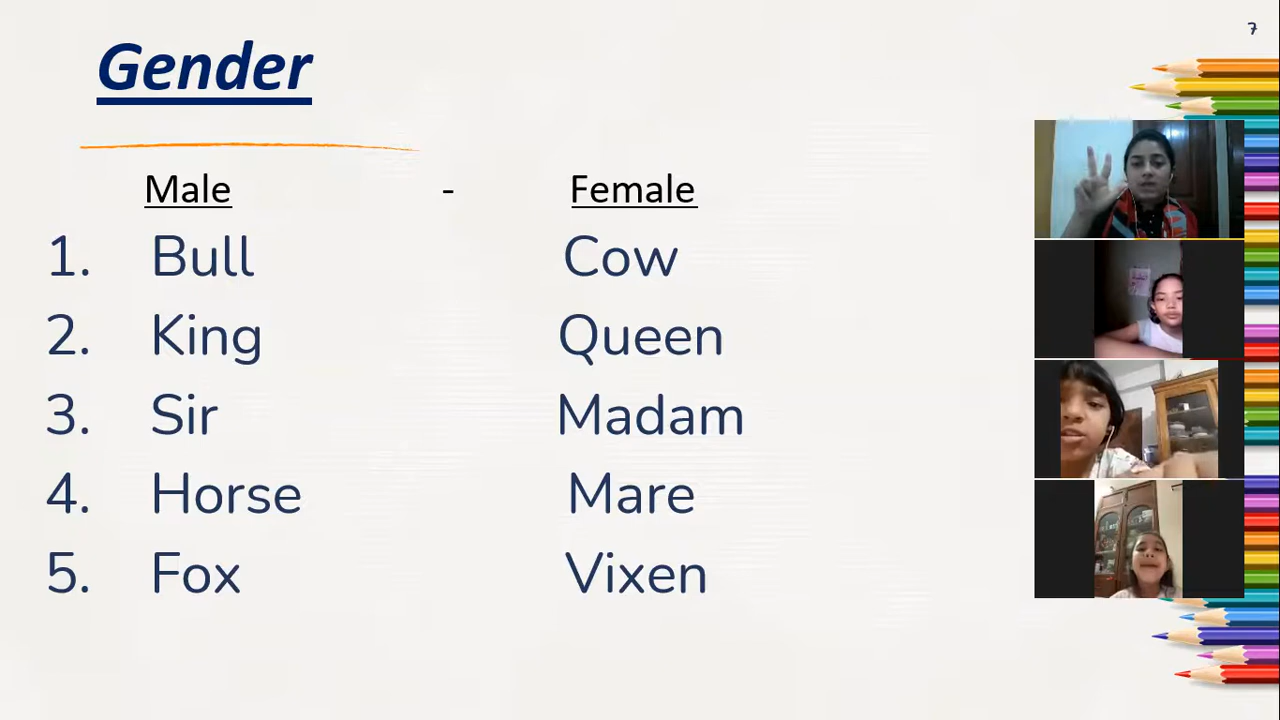 7
Gender
Male - Female
1. Bull Cow
2. King Queen
3. Sir Madam
4. Horse Mare
5. Fox Vixen